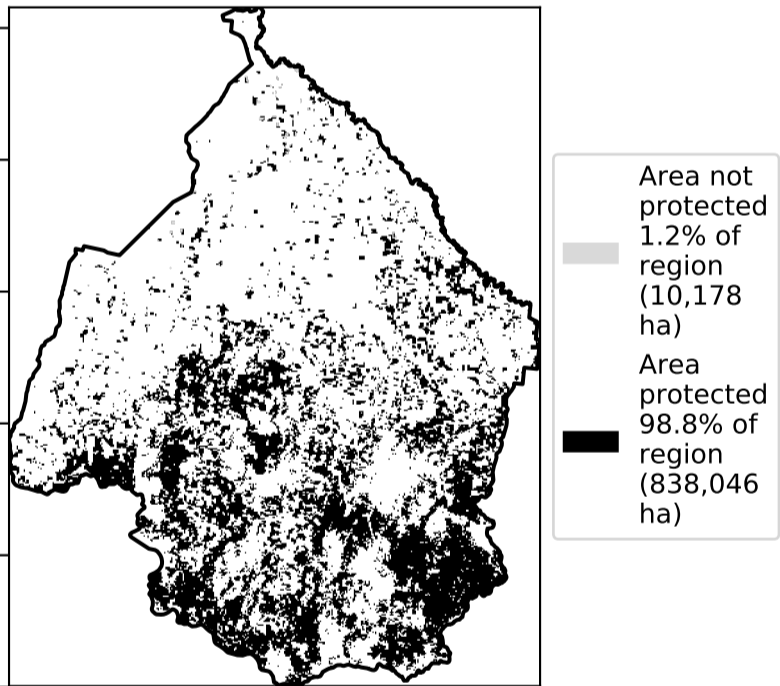 Area not
protected
1.2% of
region
(10,178
ha)
Area
protected
98.8% of
region
(838,046
ha)